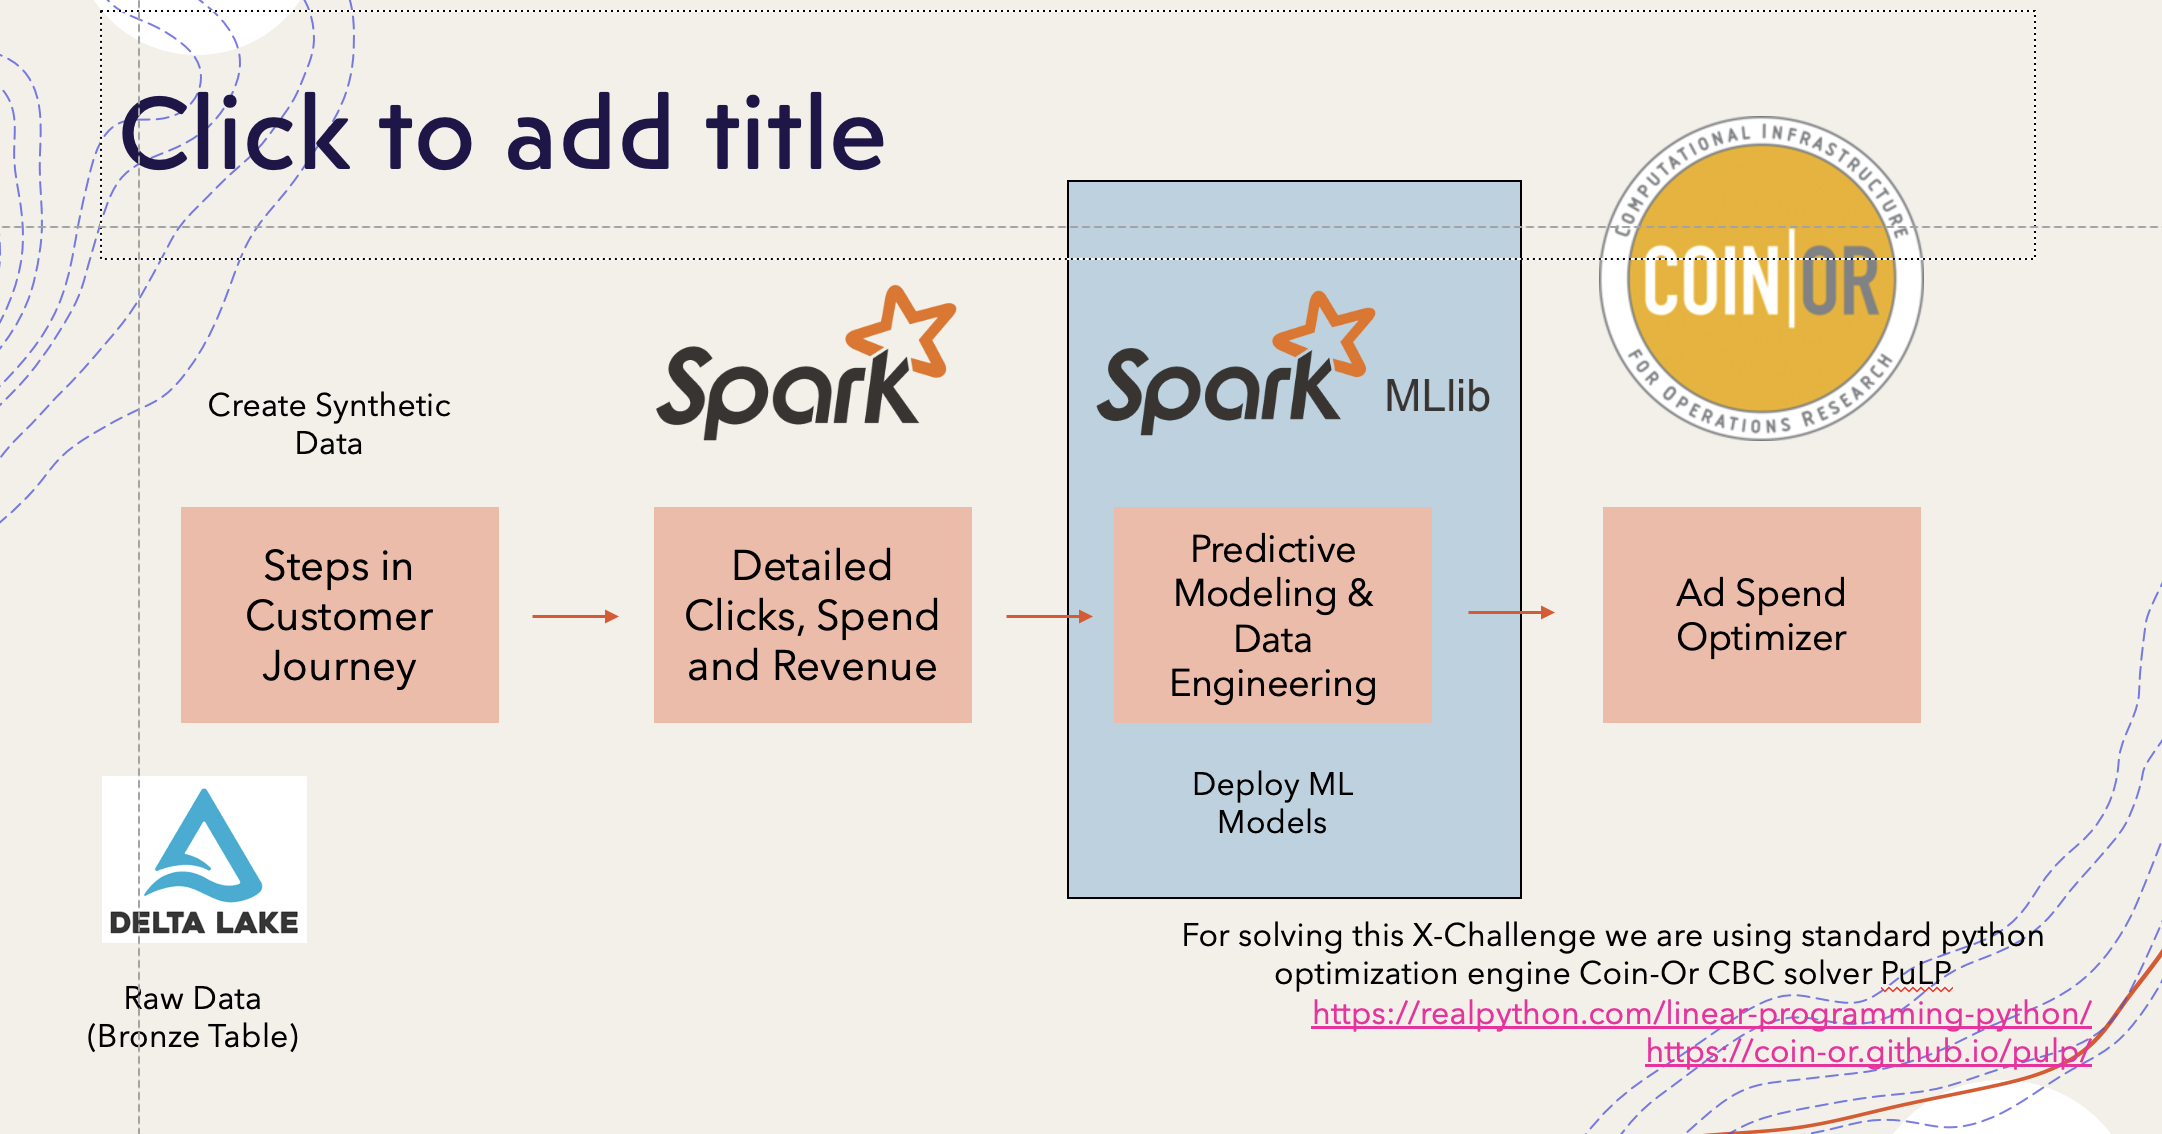 Click to add title
COMPUTATIONAL INFRASTRUCTURE
COIN|OR
FOR OPERATIONS RESEARCH
Spark
Spark MLlib
Create Synthetic
Data
Steps in
Customer
Journey
Detailed
Clicks, Spend
and Revenue
Predictive
Modeling &
Data
Engineering
Ad Spend
Optimizer
Deploy ML
Models
DELTA LAKE
Raw Data
(Bronze Table)
For solving this X-Challenge we are using standard python
optimization engine Coin-Or CBC solver PuLP
https://realpython.com/linear-programming-python/
https://coin-or.github.io/pulp/